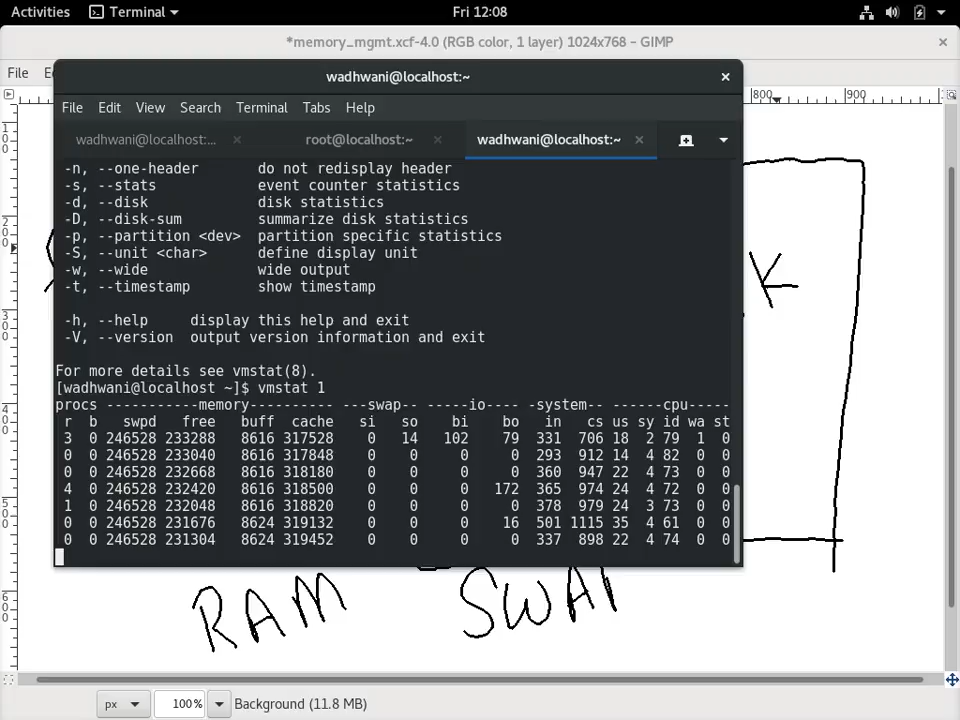 Activities Terminal Fri 12:08
*memory_mgmt.xcf-4.0 (RGB color, 1 layer) 1024x768 – GIMP
File
wadhwani@localhost:~
File Edit View Search Terminal Tabs Help
wadhwani@localhost:... root@localhost:~ wadhwani@localhost:~
800 900
-n, --one-header do not redisplay header
-s, --stats event counter statistics
-d, --disk disk statistics
-D, --disk-sum summarize disk statistics
-p, --partition <dev> partition specific statistics
-S, --unit <char> define display unit
-w, --wide wide output
-t, --timestamp show timestamp
-h, --help display this help and exit
-V, --version output version information and exit
For more details see vmstat(8).
[wadhwani@localhost ~]$ vmstat 1
procs -----------memory---------- ---swap-- -----io---- -system-- ------cpu-----
r b swpd free buff cache si so bi bo in cs us sy id wa st
3 0 246528 233288 8616 317528 0 14 102 79 331 706 18 2 79 1 0
0 0 246528 233040 8616 317848 0 0 0 0 293 912 14 4 82 0 0
0 0 246528 232668 8616 318180 0 0 0 0 360 947 22 4 73 0 0
4 0 246528 232420 8616 318500 0 0 0 172 365 974 24 4 72 0 0
1 0 246528 232048 8616 318820 0 0 0 0 378 979 24 3 73 0 0
0 0 246528 231676 8624 319132 0 0 0 16 501 1115 35 4 61 0 0
0 0 246528 231304 8624 319452 0 0 0 0 337 898 22 4 74 0 0
K
RAM SWAP
px 100% Background (11.8 MB)